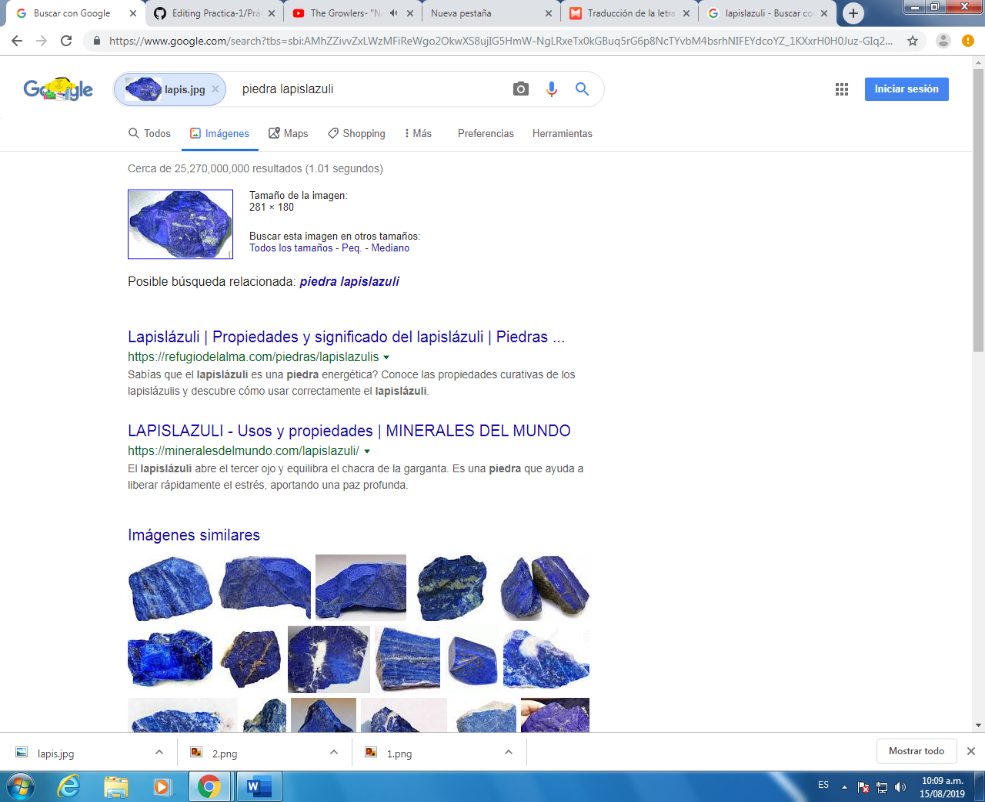 Buscar con Google
Editing Practica-1/Prá
The Growlers- "N
Nueva pestaña
Traducción de la letra
lapislazuli - Buscar co
https://www.google.com/search?tbs=sbi:AMhZZivvZxLWzMFiReWgo2OkwXS8ujIG5HmW-NgLRxeTx0kGBuq5rG6p8NcTYvbM4bsrhNIFEYdcoYZ_1KXxrH0H0Juz-GIq2...
Google
lapis.jpg
piedra lapislazuli
Iniciar sesión
Todos
Imágenes
Maps
Shopping
Más
Preferencias
Herramientas
Cerca de 25,270,000,000 resultados (1.01 segundos)
Tamaño de la imagen:
281 × 180
Buscar esta imagen en otros tamaños:
Todos los tamaños - Peq. - Mediano
Posible búsqueda relacionada: piedra lapislazuli
Lapislázuli | Propiedades y significado del lapislázuli | Piedras ...
https://refugiodelalma.com/piedras/lapislazulis
Sabías que el lapislázuli es una piedra energética? Conoce las propiedades curativas de los
lapislázulis y descubre cómo usar correctamente el lapislázuli.
LAPISLAZULI - Usos y propiedades | MINERALES DEL MUNDO
https://mineralesdelmundo.com/lapislazuli/
El lapislázuli abre el tercer ojo y equilibra el chacra de la garganta. Es una piedra que ayuda a
liberar rápidamente el estrés, aportando una paz profunda.
Imágenes similares
lapis.jpg
2.png
1.png
Mostrar todo
ES
10:09 a.m.
15/08/2019